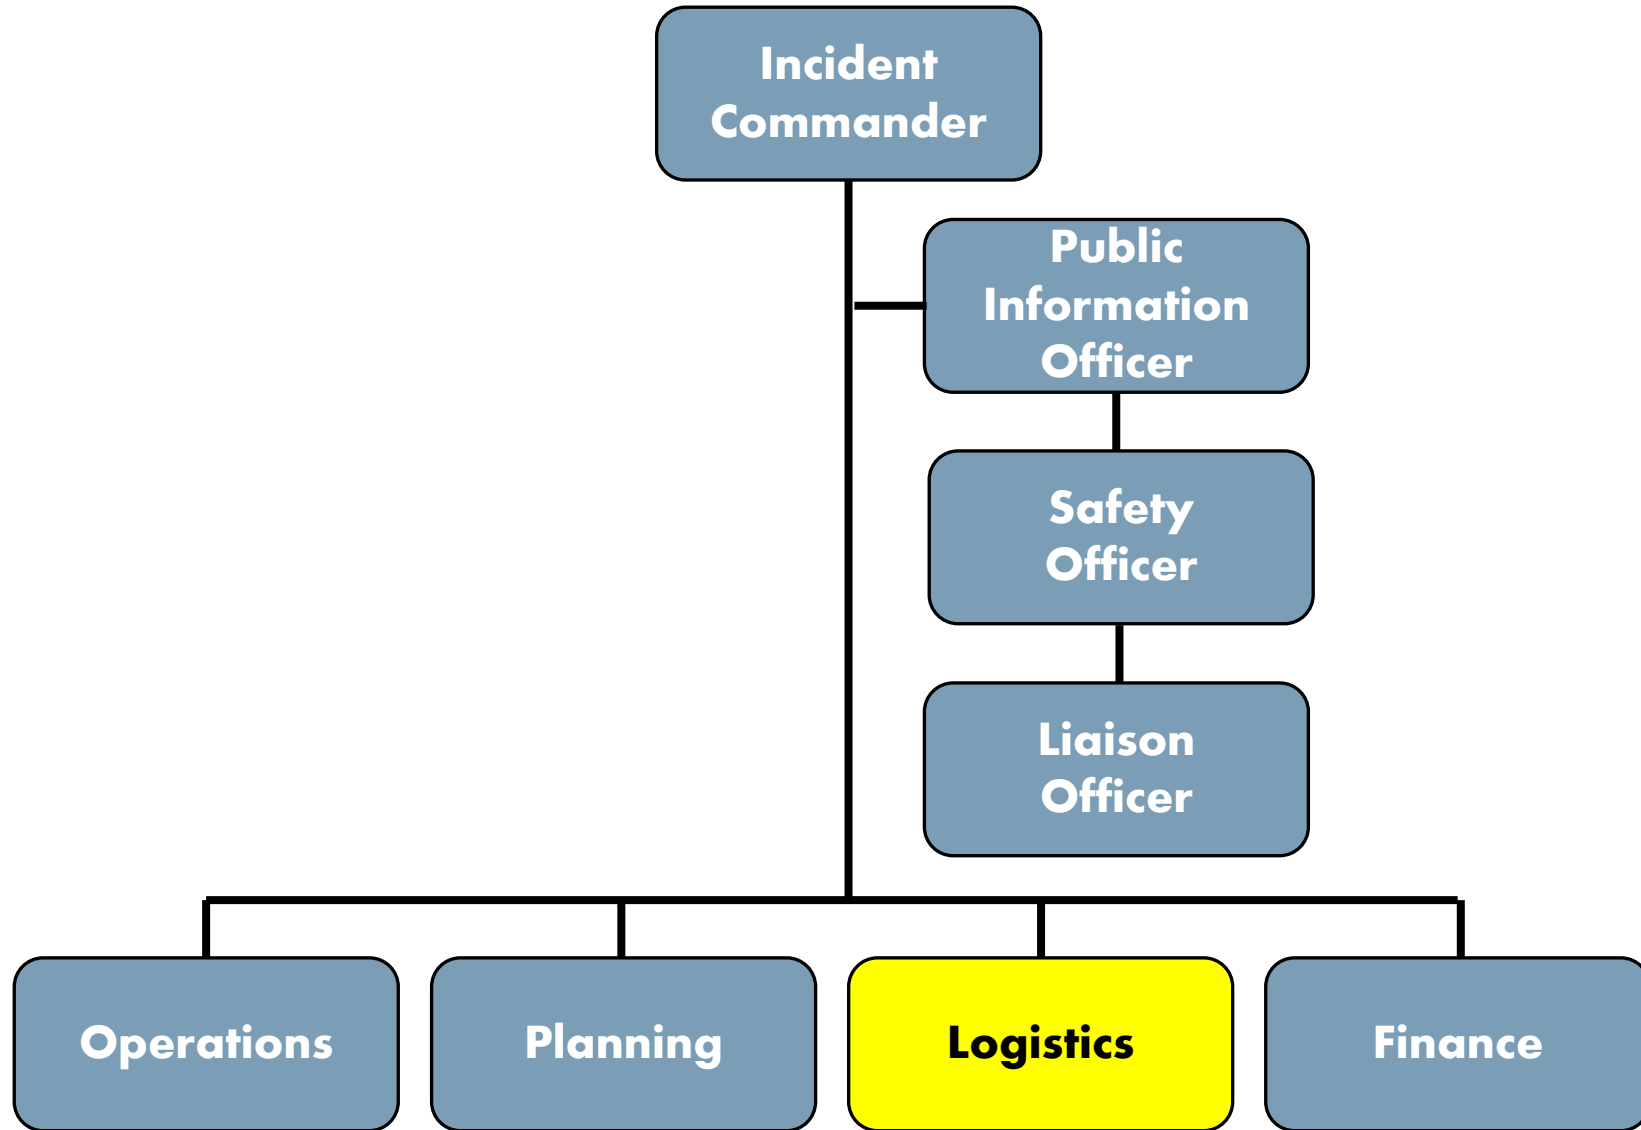 Incident
Commander
Public
Information
Officer
Safety
Officer
Liaison
Officer
Operations
Planning
Logistics
Finance